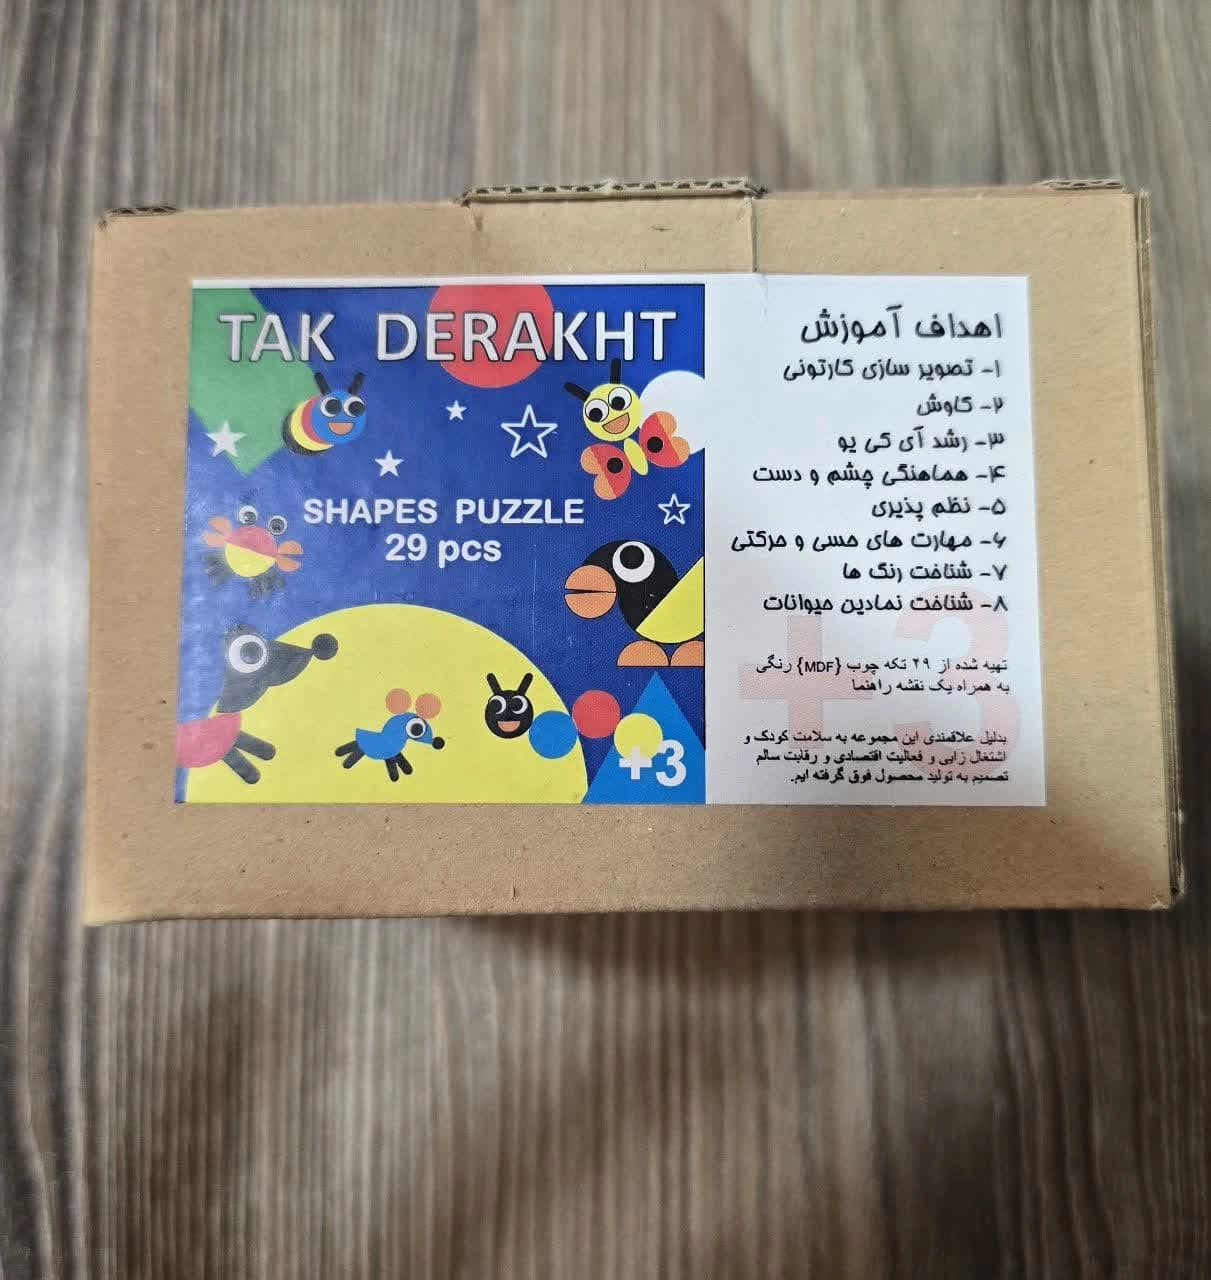 TAK DERAKHT
SHAPES PUZZLE
29 pcs
+3
اهداف آموزش
۱- تصویر سازی کارتونی
۲- کاوش
۳- رشد آی کی یو
۴- هماهنگی چشم و دست
۵- نظم پذیری
۶- مهارت های حسی و حرکتی
۷- شناخت رنگ ها
۸- شناخت نمادین حیوانات
+3
تهیه شده از ۲۹ تکه چوب {MDF} رنگی
به همراه یک نقشه راهنما
بدلیل علاقمندی این مجموعه به سلامت کودک و
اشتغال زایی و فعالیت اقتصادی و رقابت سالم
تصمیم به تولید محصول فوق گرفته ایم.